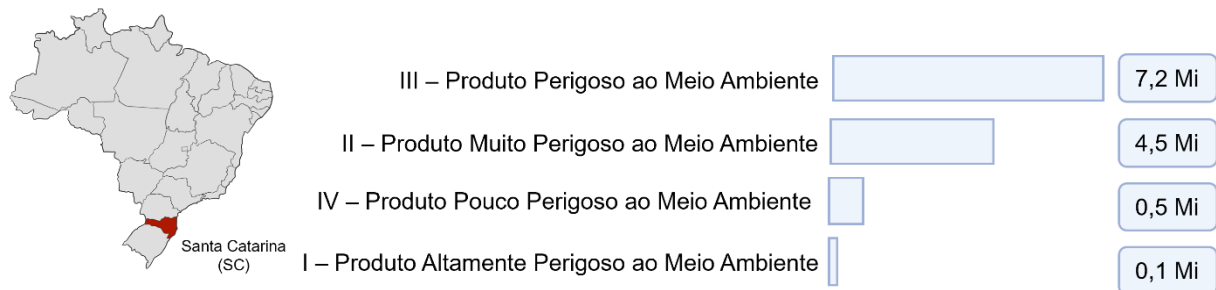 III – Produto Perigoso ao Meio Ambiente 7,2 Mi
II – Produto Muito Perigoso ao Meio Ambiente 4,5 Mi
IV – Produto Pouco Perigoso ao Meio Ambiente 0,5 Mi
I – Produto Altamente Perigoso ao Meio Ambiente 0,1 Mi
Santa Catarina
(SC)